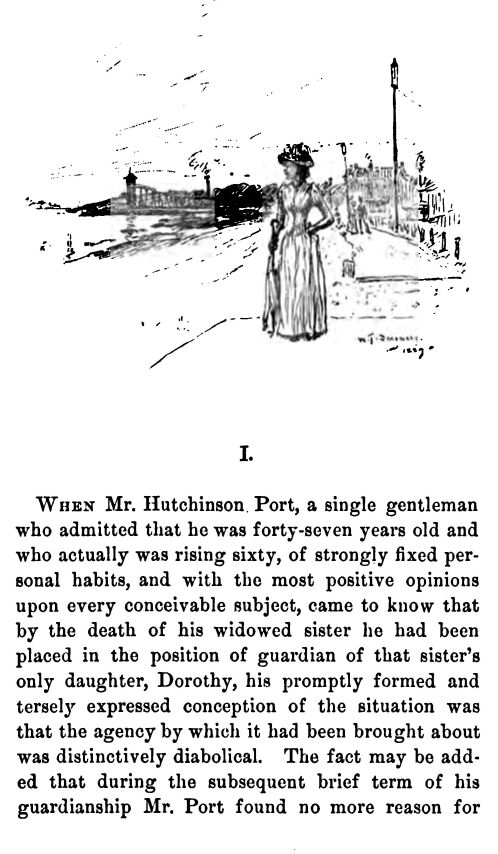 I.
WHEN Mr. Hutchinson Port, a single gentleman
who admitted that he was forty-seven years old and
who actually was rising sixty, of strongly fixed per-
sonal habits, and with the most positive opinions
upon every conceivable subject, came to know that
by the death of his widowed sister he had been
placed in the position of guardian of that sister's
only daughter, Dorothy, his promptly formed and
tersely expressed conception of the situation was
that the agency by which it had been brought about
was distinctively diabolical. The fact may be add-
ed that during the subsequent brief term of his
guardianship Mr. Port found no more reason for